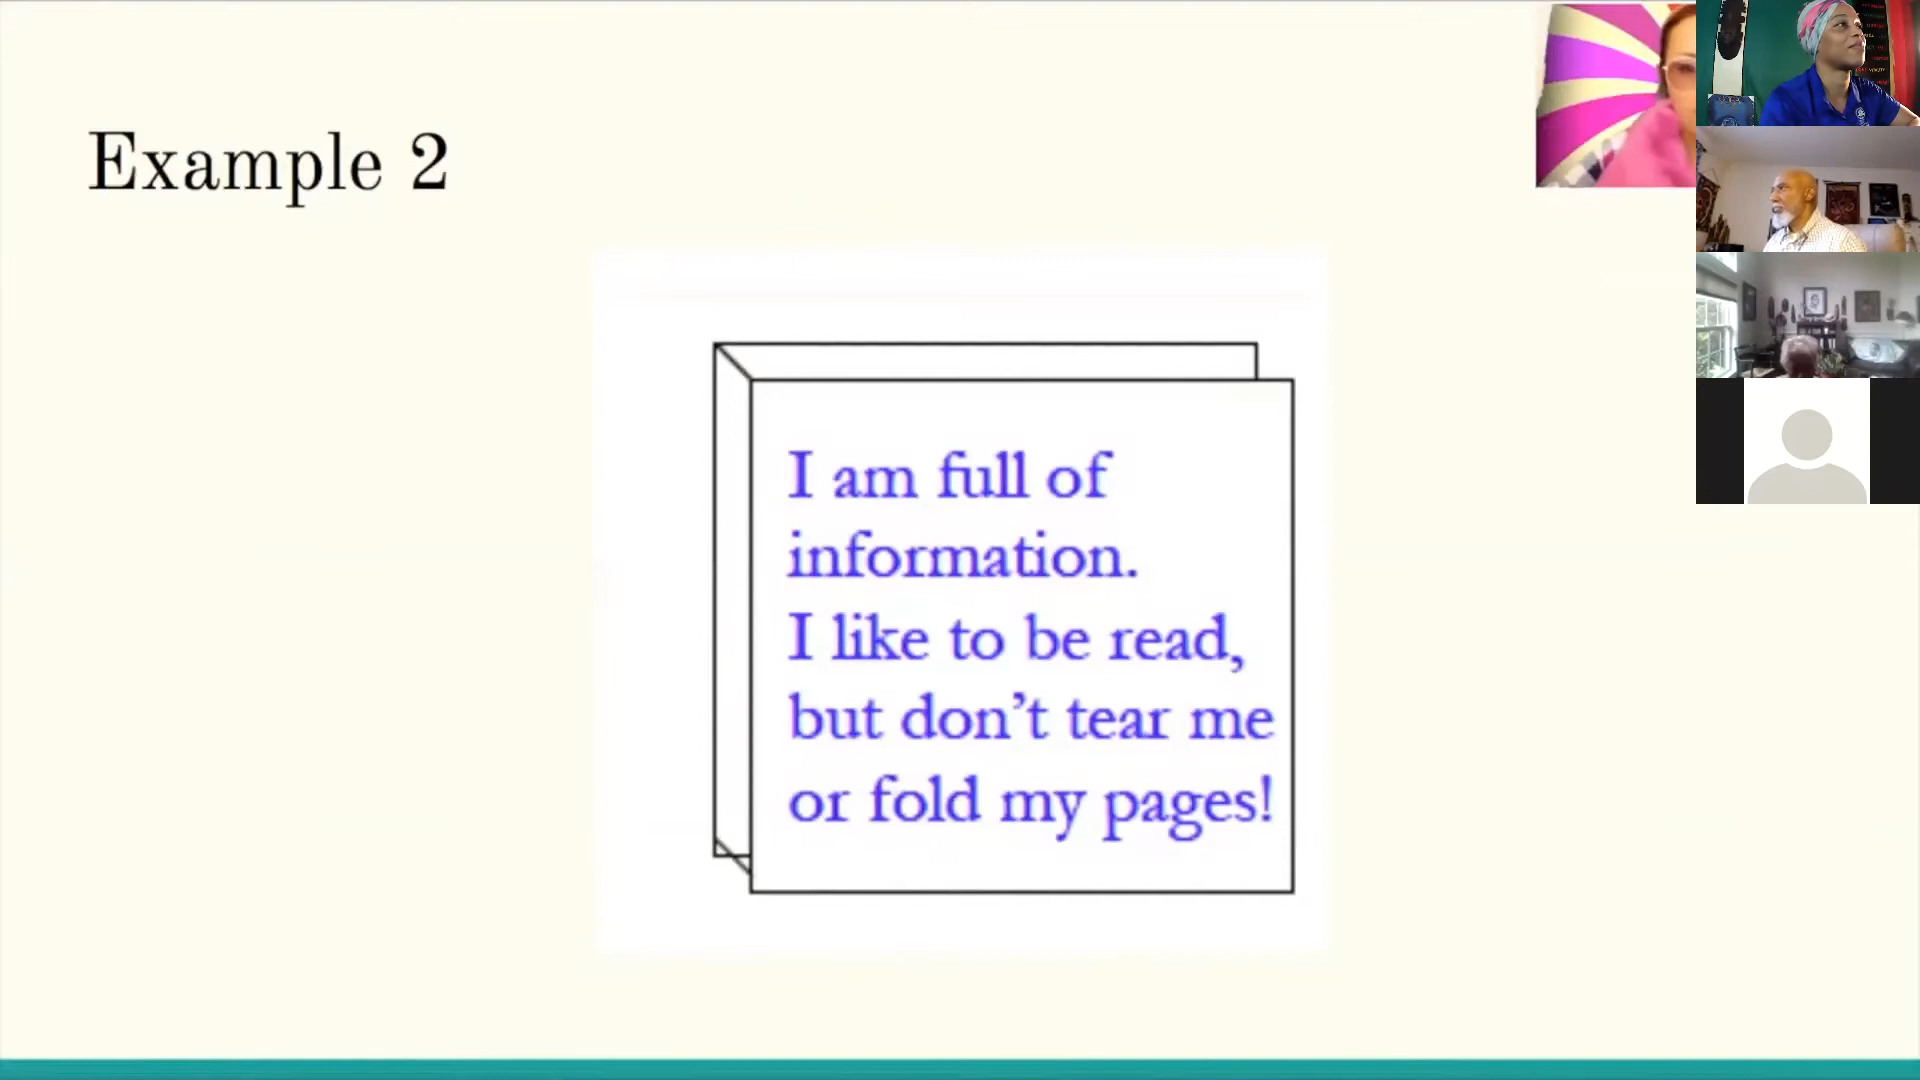 Example 2
I am full of
information.
I like to be read,
but don’t tear me
or fold my pages!